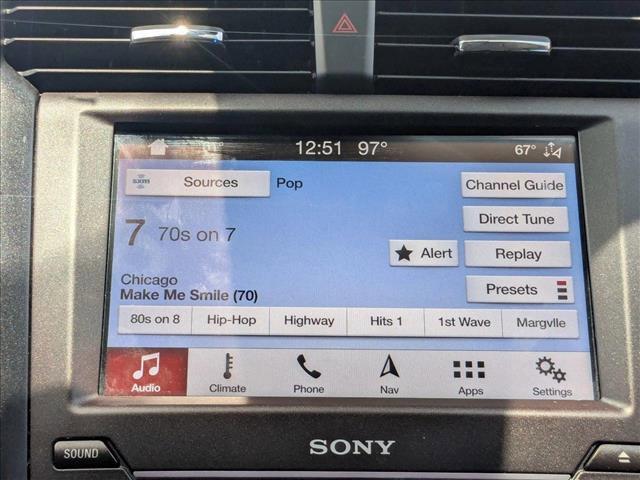 12:51 97° 67°
Sources Pop Channel Guide
Direct Tune
7 70s on 7
Alert Replay
Chicago
Make Me Smile (70)
Presets
80s on 8 Hip-Hop Highway Hits 1 1st Wave Margvlle
Audio Climate Phone Nav Apps Settings
SONY
SOUND